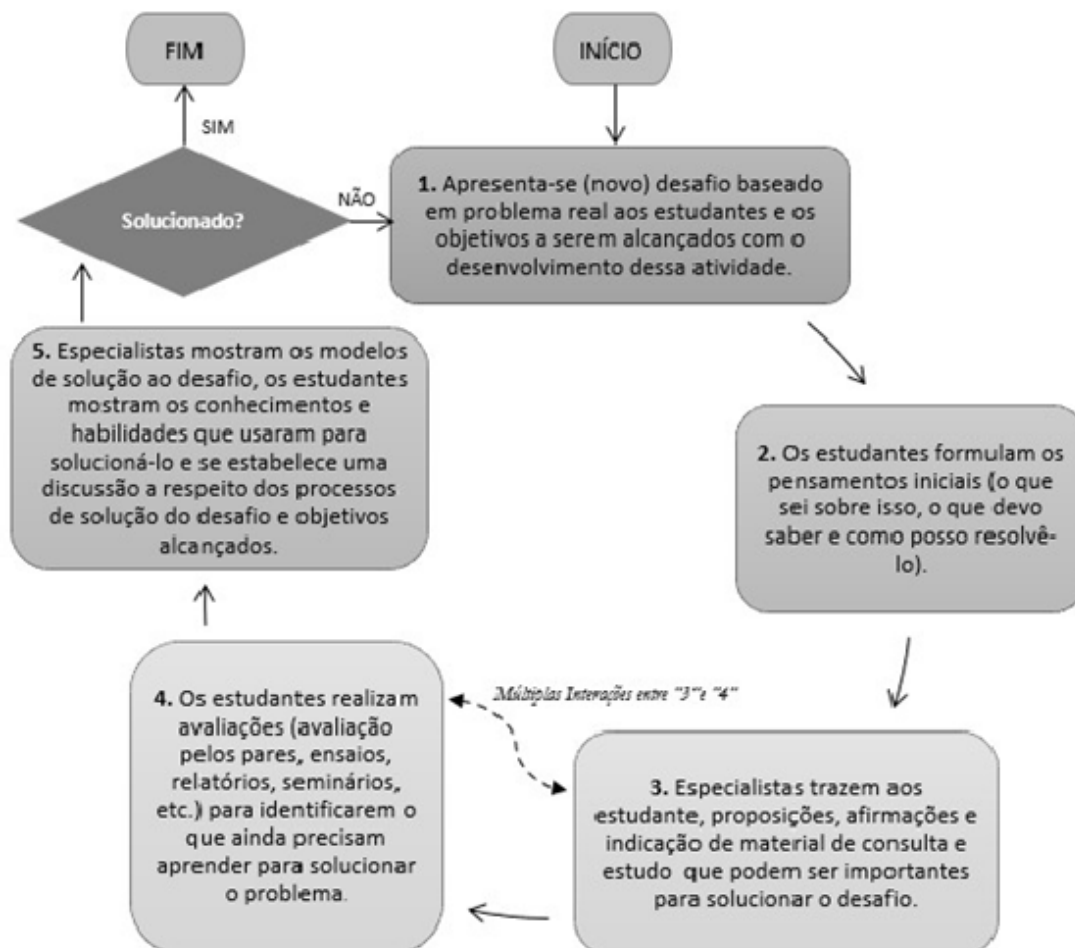 FIM
INÍCIO
SIM
Solucionado?
NÃO
1. Apresenta-se (novo) desafio baseado
em problema real aos estudantes e os
objetivos a serem alcançados com o
desenvolvimento dessa atividade.
2. Os estudantes formulam os
pensamentos iniciais (o que
sei sobre isso, o que devo
saber e como posso resolvê-
lo).
3. Especialistas trazem aos
estudante, proposições, afirmações e
indicação de material de consulta e
estudo que podem ser importantes
para solucionar o desafio.
Múltiplas Interações entre "3" e "4"
4. Os estudantes realizam
avaliações (avaliação
pelos pares, ensaios,
relatórios, seminários,
etc.) para identificarem o
que ainda precisam
aprender para solucionar
o problema.
5. Especialistas mostram os modelos
de solução ao desafio, os estudantes
mostram os conhecimentos e
habilidades que usaram para
solucioná-lo e se estabelece uma
discussão a respeito dos processos
de solução do desafio e objetivos
alcançados.